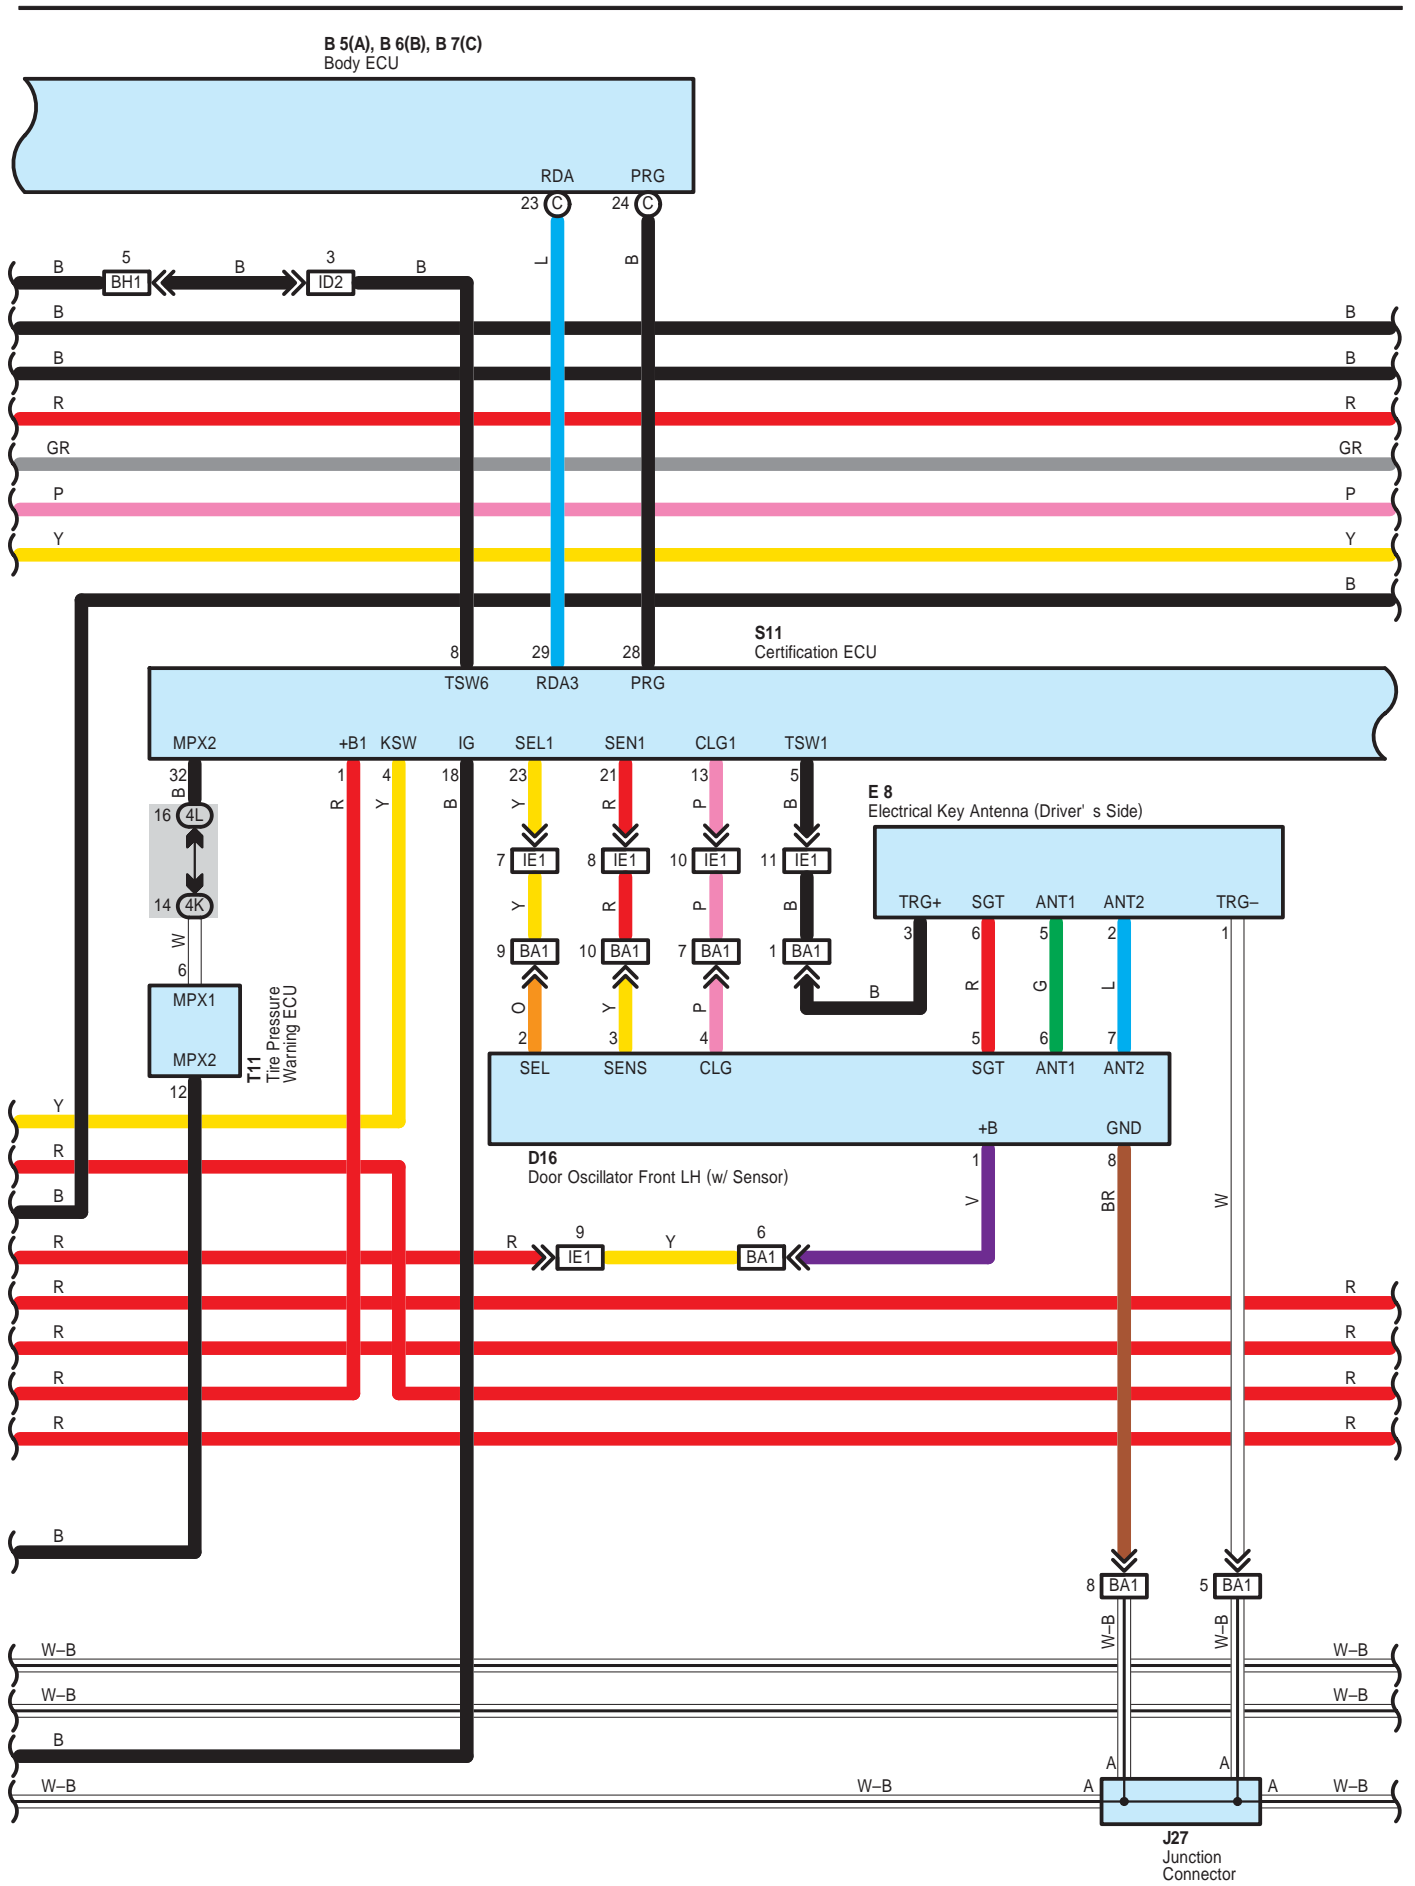 B 5(A), B 6(B), B 7(C)
Body ECU
RDA PRG
23 C 24 C
L B
B 5 BH1 B 3 ID2 B
B B
B B
R R
GR GR
P P
Y Y
B
S11
Certification ECU
8 29 28
TSW6 RDA3 PRG
MPX2 +B1 KSW IG SEL1 SEN1 CLG1 TSW1
32 1 4 18 23 21 13 5
B R Y B Y R P B
E 8
Electrical Key Antenna (Driver' s Side)
16 4L
7 IE1 8 IE1 10 IE1 11 IE1
14 4K
Y R P B
TRG+ SGT ANT1 ANT2 TRG–
3 6 5 2 1
W
9 BA1 10 BA1 7 BA1 1 BA1
6
MPX1
MPX2
T11
Tire Pressure
Warning ECU
O Y P B R G L
2 3 4 5 6 7
SEL SENS CLG SGT ANT1 ANT2
12
+B GND
1 8
D16
Door Oscillator Front LH (w/ Sensor)
V BR W
Y
R
B
R R 9 IE1 Y 6 BA1
R R
R R
R R
R R
B
8 BA1 5 BA1
W–B W–B
W–B W–B
W–B W–B
B
A A
W–B W–B A A W–B
J27
Junction
Connector